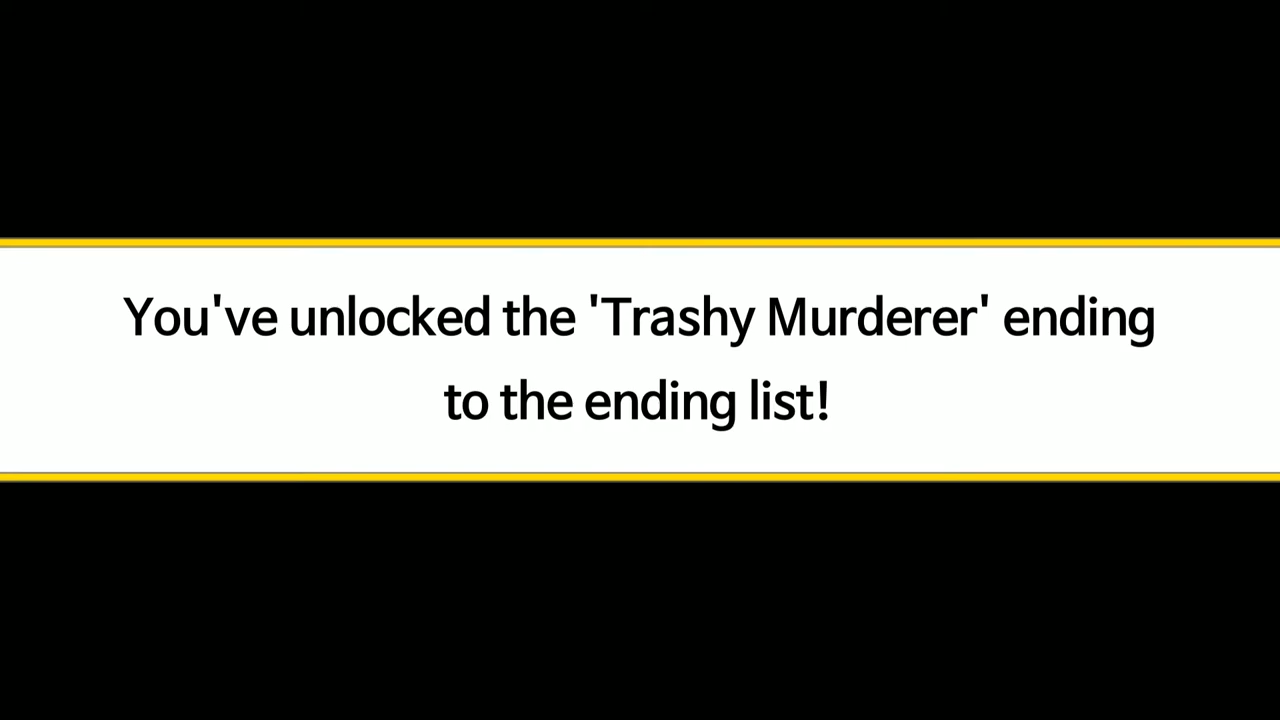 You've unlocked the 'Trashy Murderer' ending
to the ending list!